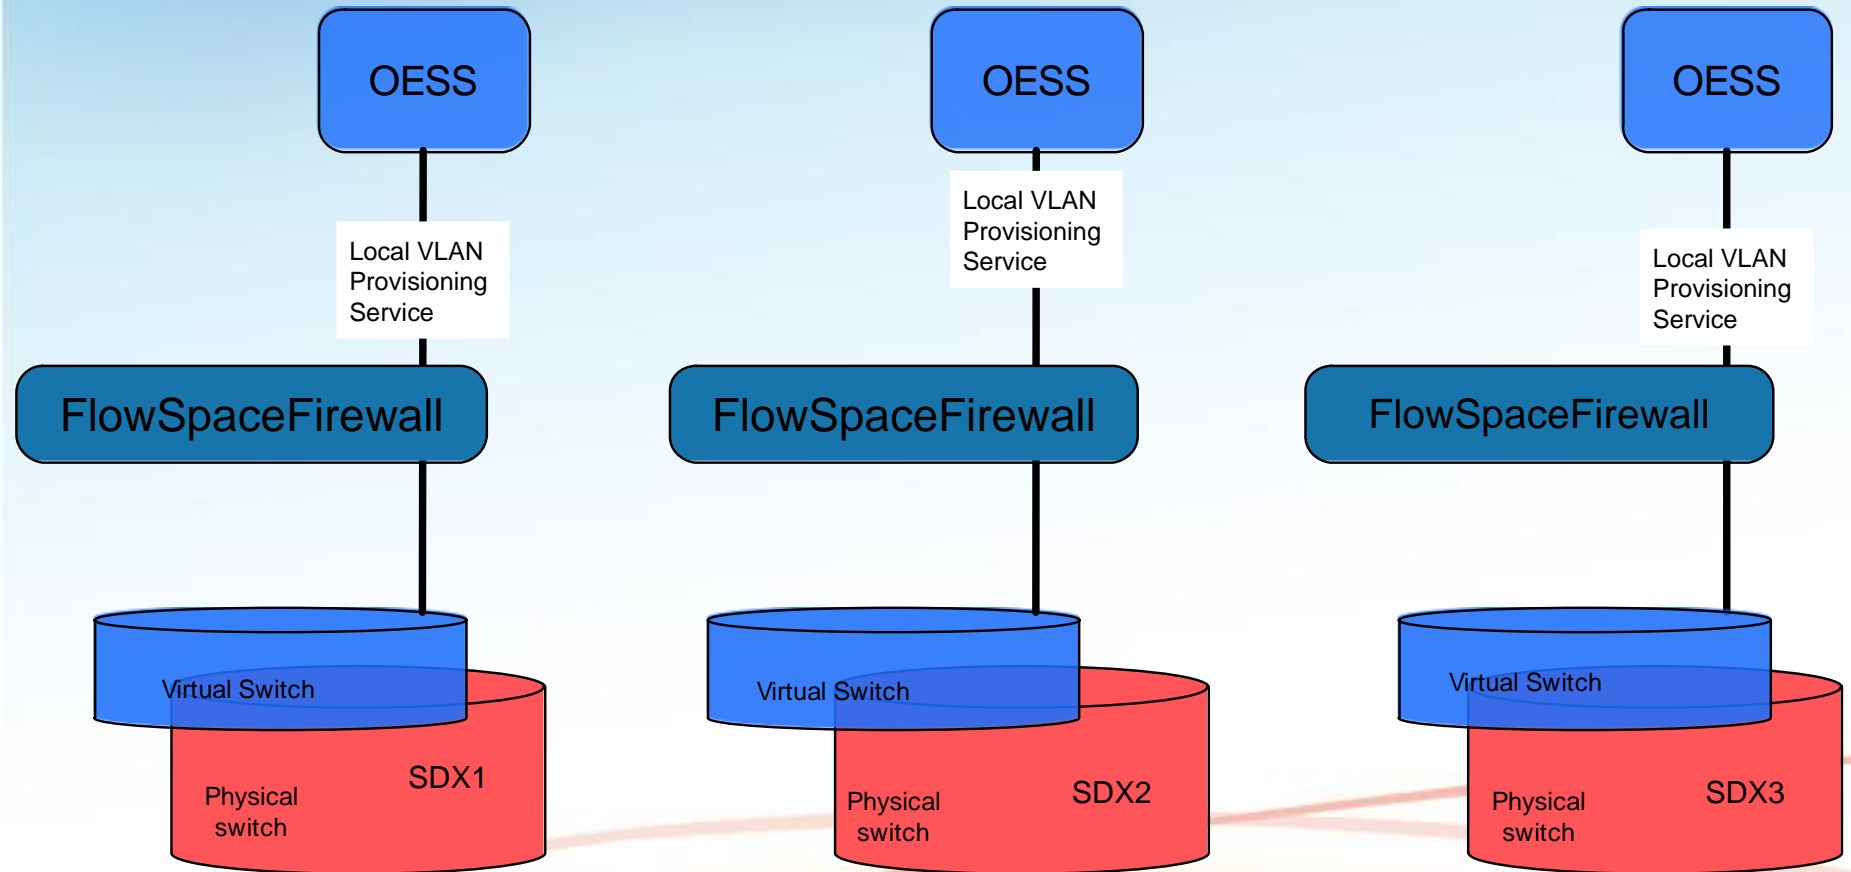 OESS
OESS
OESS
Local VLAN
Provisioning
Service
Local VLAN
Provisioning
Service
Local VLAN
Provisioning
Service
FlowSpaceFirewall
FlowSpaceFirewall
FlowSpaceFirewall
Virtual Switch
Virtual Switch
Virtual Switch
SDX1
Physical
switch
SDX2
Physical
switch
SDX3
Physical
switch